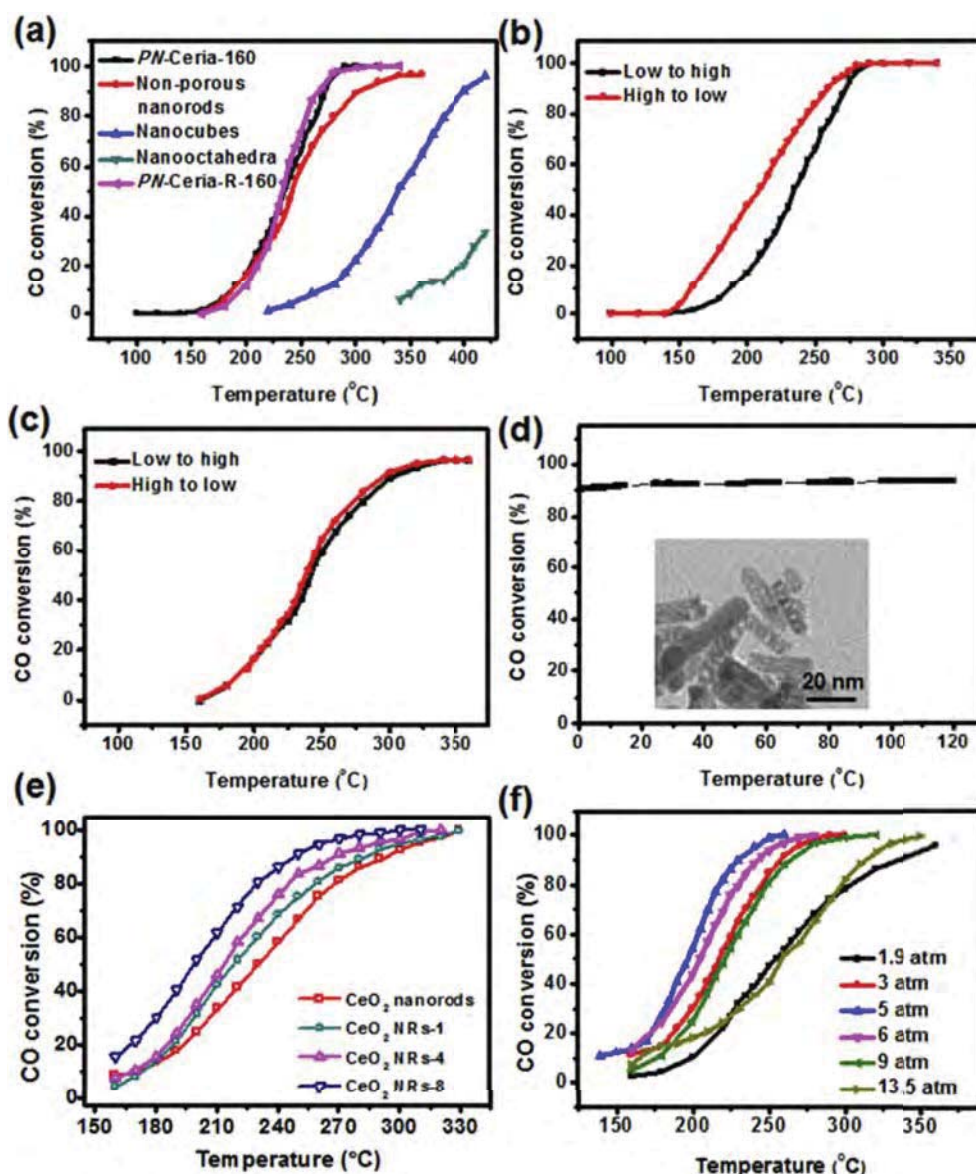 (a)
CO conversion (%)
100
80
60
40
20
0
PN-Ceria-160
Non-porous
nanorods
Nanocubes
Nanooctahedra
PN-Ceria-R-160
100 150 200 250 300 350 400
Temperature (°C)
(b)
CO conversion (%)
100
80
60
40
20
0
Low to high
High to low
100 150 200 250 300 350
Temperature (°C)
(c)
CO conversion (%)
100
80
60
40
20
0
Low to high
High to low
100 150 200 250 300 350
Temperature (°C)
(d)
CO conversion (%)
100
80
60
40
20
0
20 nm
0 20 40 60 80 100 120
Temperature (°C)
(e)
CO conversion (%)
100
80
60
40
20
0
CeO2 nanorods
CeO2 NRs-1
CeO2 NRs-4
CeO2 NRs-8
150 180 210 240 270 300 330
Temperature (°C)
(f)
CO conversion (%)
100
80
60
40
20
0
1.9 atm
3 atm
5 atm
6 atm
9 atm
13.5 atm
150 200 250 300 350
Temperature (°C)